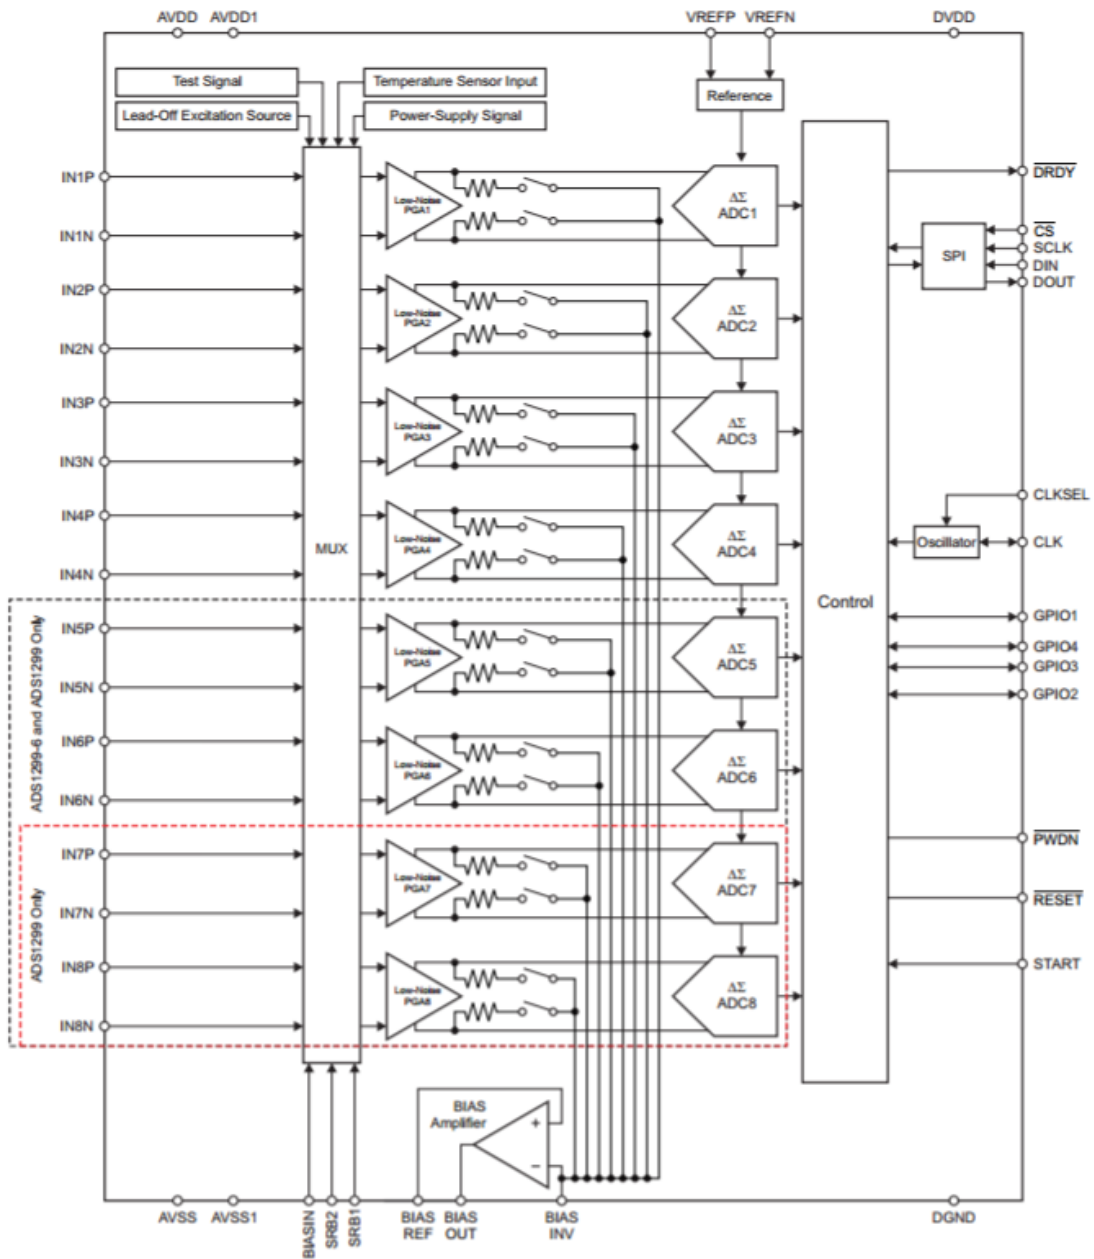 AVDD AVDD1 VREFP VREFN DVDD
Test Signal
Temperature Sensor Input
Lead-Off Excitation Source
Power-Supply Signal
Reference
IN1P
IN1N
Low-Noise
PGA1
ΔΣ
ADC1
DRDY
CS
SCLK
DIN
DOUT
SPI
IN2P
IN2N
Low-Noise
PGA2
ΔΣ
ADC2
IN3P
IN3N
Low-Noise
PGA3
ΔΣ
ADC3
IN4P
IN4N
MUX
Low-Noise
PGA4
ΔΣ
ADC4
CLKSEL
Oscillator
CLK
Control
ADS1299-6 and ADS1299 Only
IN5P
IN5N
Low-Noise
PGA5
ΔΣ
ADC5
GPIO1
GPIO4
GPIO3
GPIO2
IN6P
IN6N
Low-Noise
PGA6
ΔΣ
ADC6
ADS1299 Only
IN7P
IN7N
Low-Noise
PGA7
ΔΣ
ADC7
PWDN
RESET
START
IN8P
IN8N
Low-Noise
PGA8
ΔΣ
ADC8
BIAS
Amplifier
+
−
AVSS AVSS1
BIASIN
SRB2
SRB1
BIAS
REF
BIAS
OUT
BIAS
INV
DGND